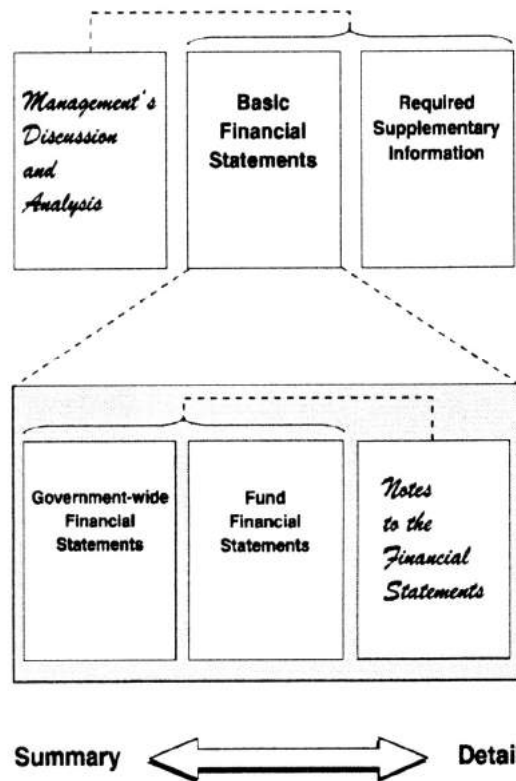 Management's
Discussion
and
Analysis
Basic
Financial
Statements
Required
Supplementary
Information
Government-wide
Financial
Statements
Fund
Financial
Statements
Notes
to the
Financial
Statements
Summary
Detail